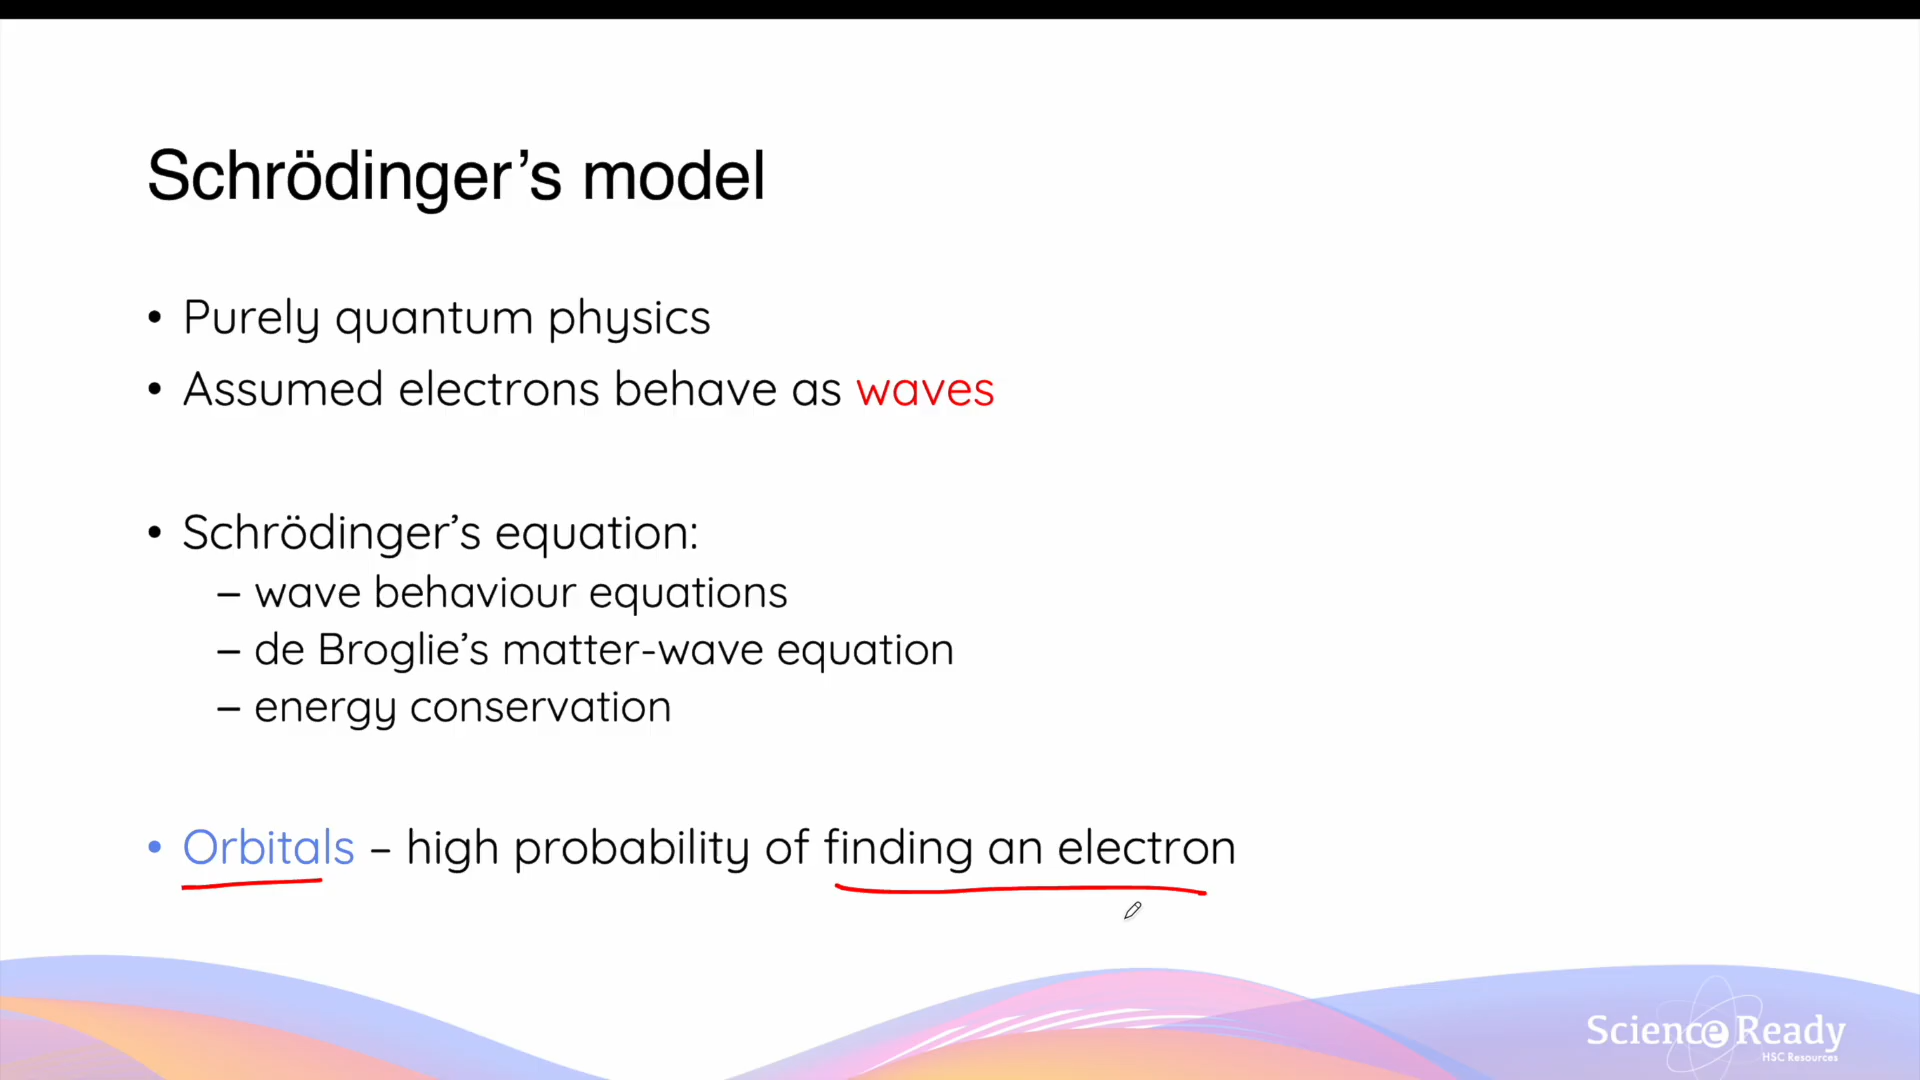 Schrödinger’s model
• Purely quantum physics
• Assumed electrons behave as waves
• Schrödinger’s equation:
– wave behaviour equations
– de Broglie’s matter-wave equation
– energy conservation
• Orbitals – high probability of finding an electron
Science Ready
HSC Resources